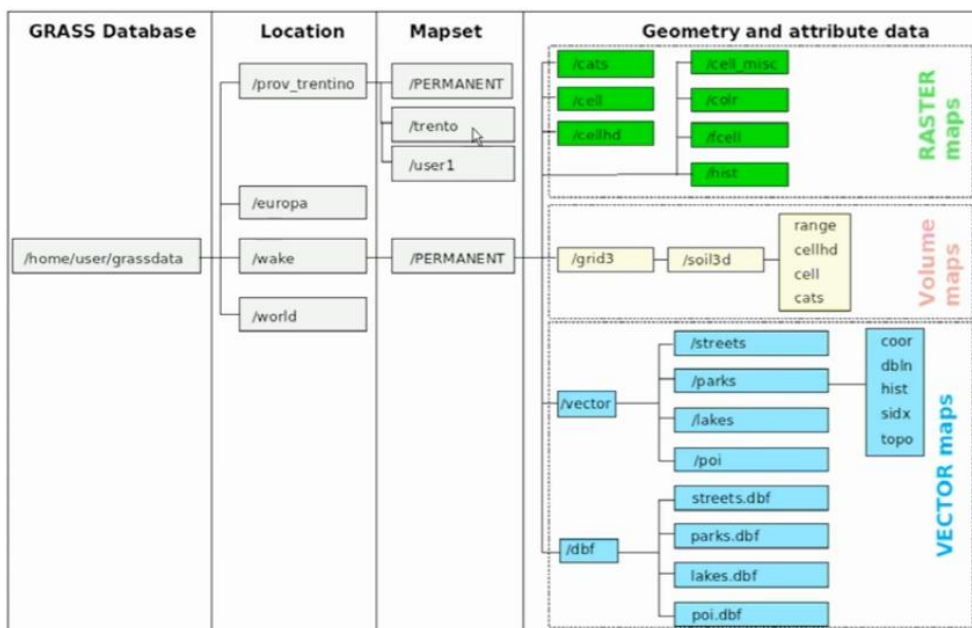 GRASS Database
Location
Mapset
Geometry and attribute data
/home/user/grassdata
/prov_trentino
/europa
/wake
/world
/PERMANENT
/trento
/user1
/PERMANENT
/cats
/cell
/cellhd
/cell_misc
/colr
/fcell
/hist
RASTER
maps
/grid3
/soil3d
range
cellhd
cell
cats
Volume
maps
/vector
/streets
/parks
/lakes
/poi
coor
dbln
hist
sidx
topo
/dbf
streets.dbf
parks.dbf
lakes.dbf
poi.dbf
VECTOR maps